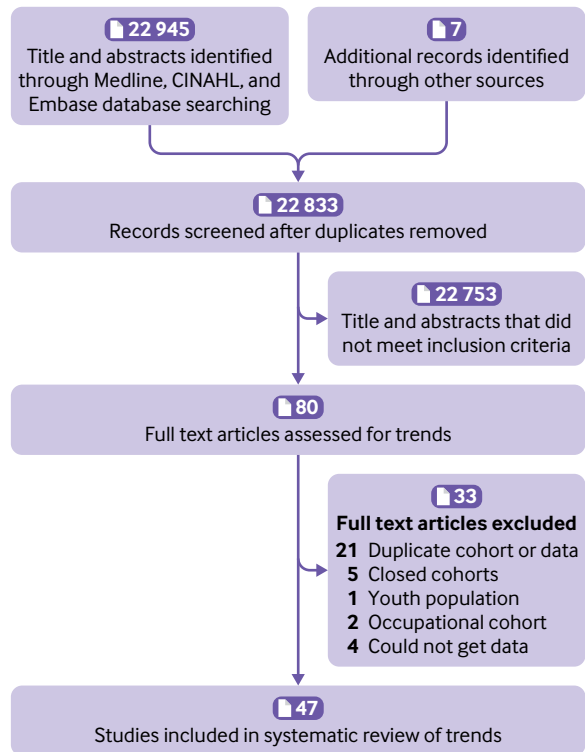 22 945
Title and abstracts identified
through Medline, CINAHL, and
Embase database searching
7
Additional records identified
through other sources
22 833
Records screened after duplicates removed
22 753
Title and abstracts that did
not meet inclusion criteria
80
Full text articles assessed for trends
33
Full text articles excluded
21 Duplicate cohort or data
5 Closed cohorts
1 Youth population
2 Occupational cohort
4 Could not get data
47
Studies included in systematic review of trends